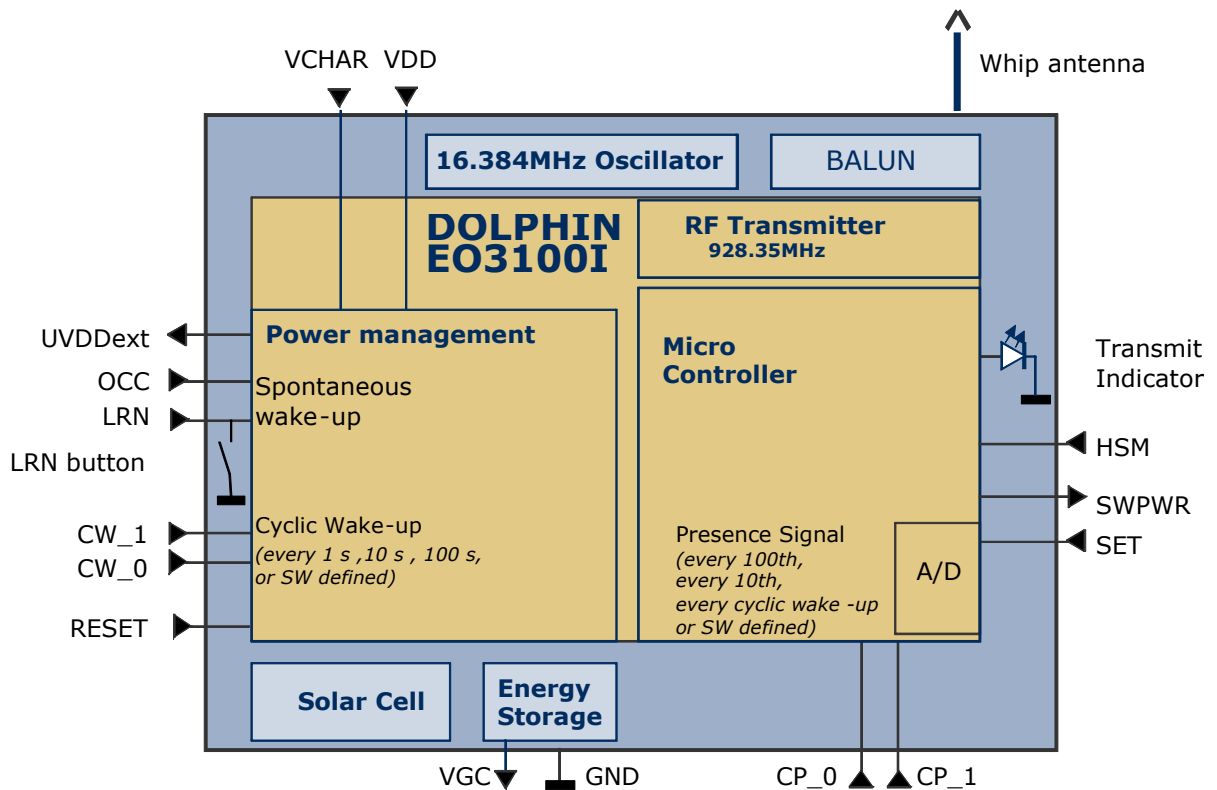 VCHAR VDD
Whip antenna
16.384MHz Oscillator
BALUN
DOLPHIN
EO3100I
RF Transmitter
928.35MHz
UVDDext
OCC
LRN
LRN button
CW_1
CW_0
RESET
Power management
Spontaneous
wake-up
Cyclic Wake-up
(every 1 s ,10 s , 100 s,
or SW defined)
Micro
Controller
Presence Signal
(every 100th,
every 10th,
every cyclic wake -up
or SW defined)
A/D
Transmit
Indicator
HSM
SWPWR
SET
Solar Cell
Energy
Storage
VGC
GND
CP_0
CP_1